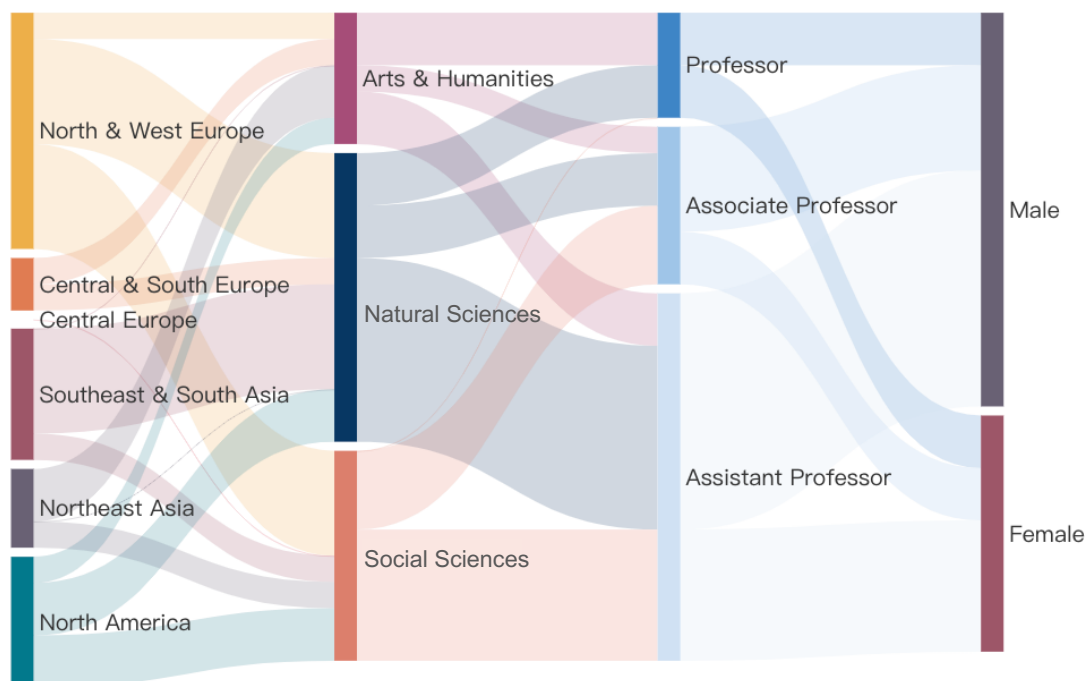 North & West Europe
Central & South Europe
Central Europe
Southeast & South Asia
Northeast Asia
North America
Arts & Humanities
Natural Sciences
Social Sciences
Professor
Associate Professor
Assistant Professor
Male
Female